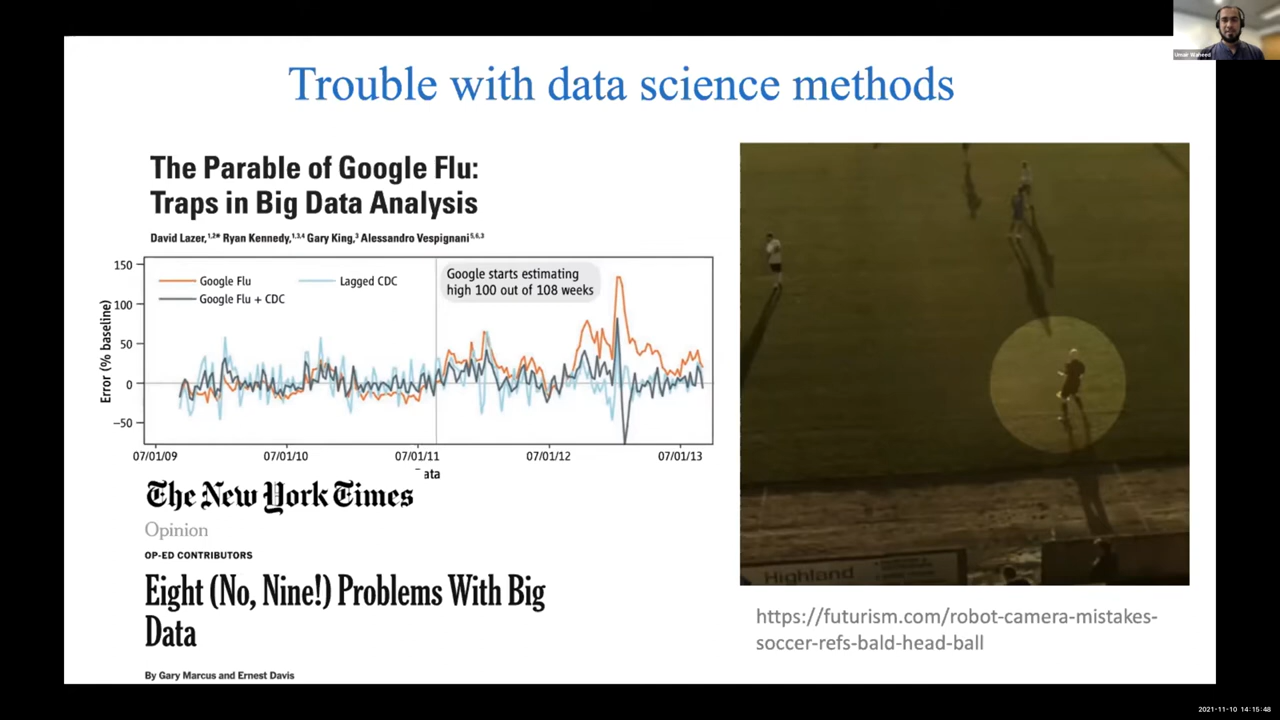 Umair Waheed
Trouble with data science methods
The Parable of Google Flu:
Traps in Big Data Analysis
David Lazer,¹,²* Ryan Kennedy,¹,³,⁴ Gary King,³ Alessandro Vespignani⁵,⁶,³
Error (% baseline)
150
100
50
0
–50
Google Flu
Lagged CDC
Google Flu + CDC
Google starts estimating
high 100 out of 108 weeks
07/01/09 07/01/10 07/01/11 07/01/12 07/01/13
ata
The New York Times
Opinion
OP-ED CONTRIBUTORS
Eight (No, Nine!) Problems With Big
Data
By Gary Marcus and Ernest Davis
Highland
https://futurism.com/robot-camera-mistakes-
soccer-refs-bald-head-ball
2021-11-10 14:15:48